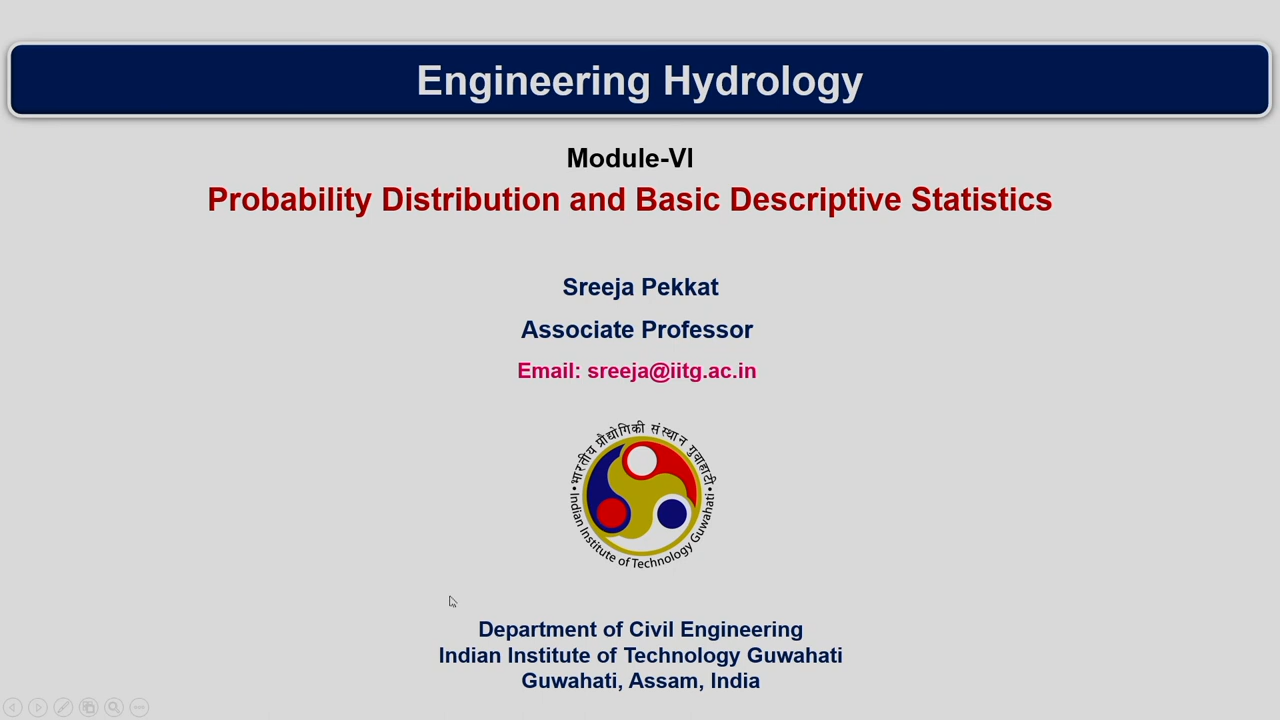 Engineering Hydrology
Module-VI
Probability Distribution and Basic Descriptive Statistics
Sreeja Pekkat
Associate Professor
Email: sreeja@iitg.ac.in
भारतीय प्रौद्योगिकी संस्थान गुवाहाटी
Indian Institute of Technology Guwahati
Department of Civil Engineering
Indian Institute of Technology Guwahati
Guwahati, Assam, India